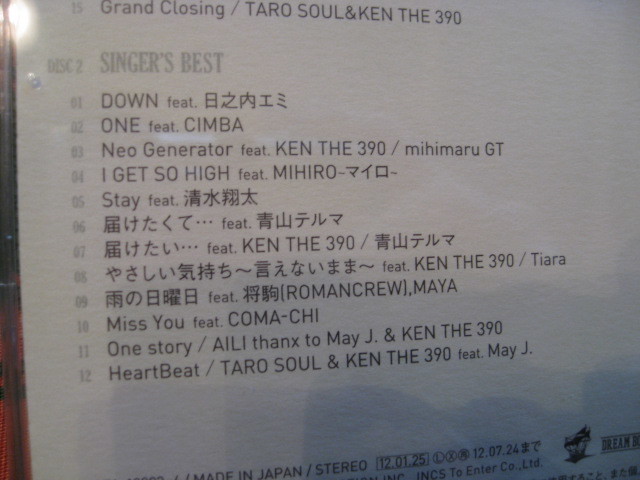 15 Grand Closing / TARO SOUL&KEN THE 390
DISC 2 SINGER'S BEST
01 DOWN feat. 日之内エミ
02 ONE feat. CIMBA
03 Neo Generator feat. KEN THE 390 / mihimaru GT
04 I GET SO HIGH feat. MIHIRO~マイロ~
05 Stay feat. 清水翔太
06 届けたくて… feat. 青山テルマ
07 届けたい… feat. KEN THE 390 / 青山テルマ
08 やさしい気持ち～言えないまま～ feat. KEN THE 390 / Tiara
09 雨の日曜日 feat. 将駒(ROMANCREW),MAYA
10 Miss You feat. COMA-CHI
11 One story / AILI thanx to May J. & KEN THE 390
12 HeartBeat / TARO SOUL & KEN THE 390 feat. May J.
/ MADE IN JAPAN / STEREO 12.01.25 12.07.24まで
INC., INCS To Enter Co.,Ltd.
DREAM